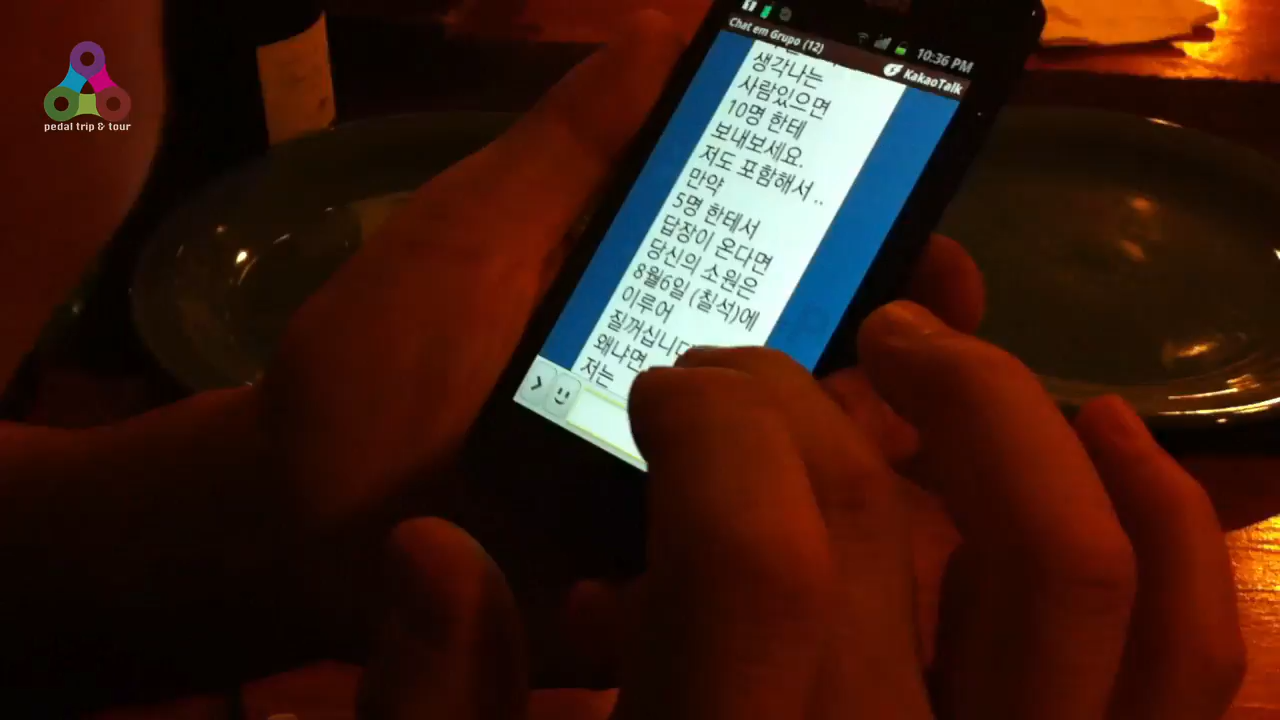 pedal trip & tour
10:36 PM
Chat em Grupo (12)
KakaoTalk
생각나는
사람있으면
10명 한테
보내보세요.
저도 포함해서..
만약
5명 한테서
답장이 온다면
당신의 소원은
8월6일 (칠석)에
이루어
질꺼십니다
왜냐면
저는